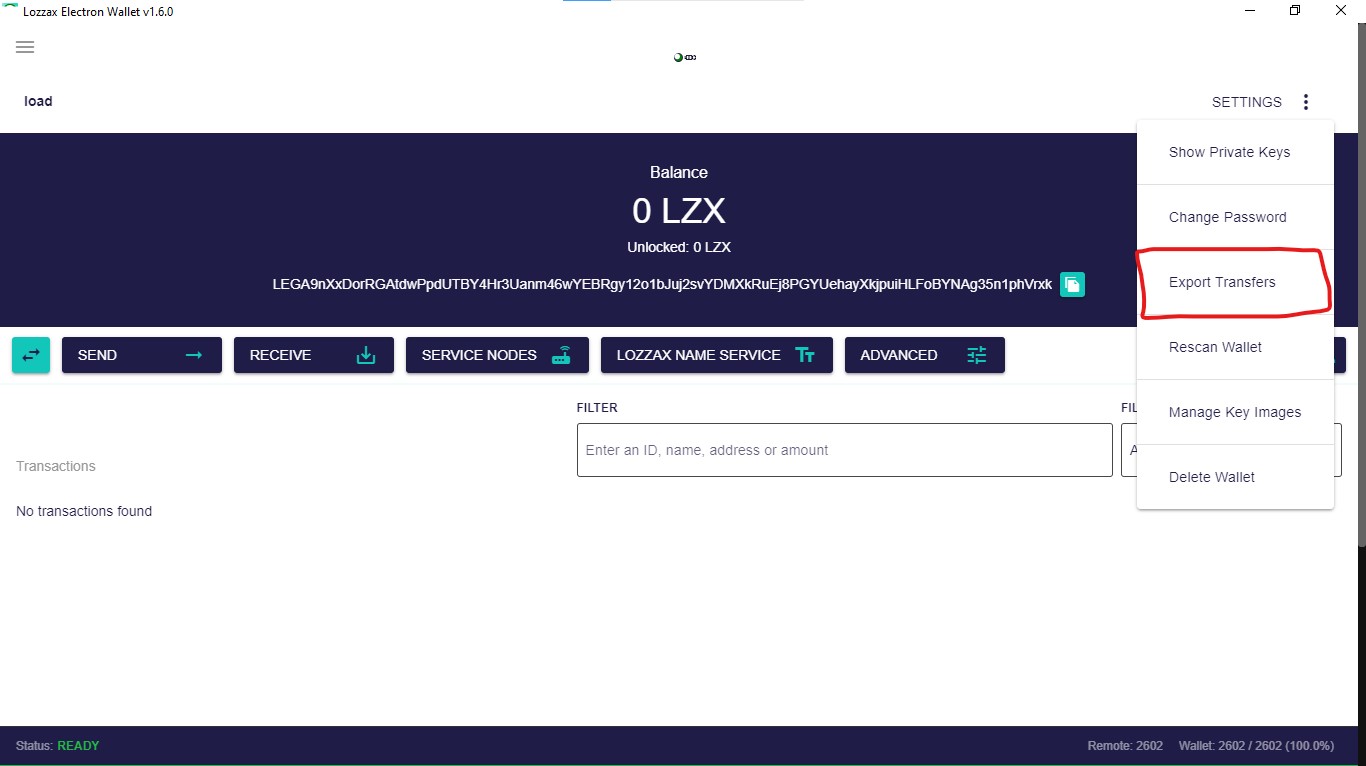 Lozzax Electron Wallet v1.6.0
load
SETTINGS
Show Private Keys
Change Password
Export Transfers
Rescan Wallet
Manage Key Images
Delete Wallet
Balance
0 LZX
Unlocked: 0 LZX
LEGA9nXxDorRGAtdwPpdUTBY4Hr3Uanm46wYEBRgy12o1bJuj2svYDMXkRuEj8PGYUehayXkjpuiHLFoBYNAg35n1phVrxk
SEND
RECEIVE
SERVICE NODES
LOZZAX NAME SERVICE
ADVANCED
FILTER
Enter an ID, name, address or amount
Transactions
No transactions found
Status: READY
Remote: 2602 Wallet: 2602 / 2602 (100.0%)